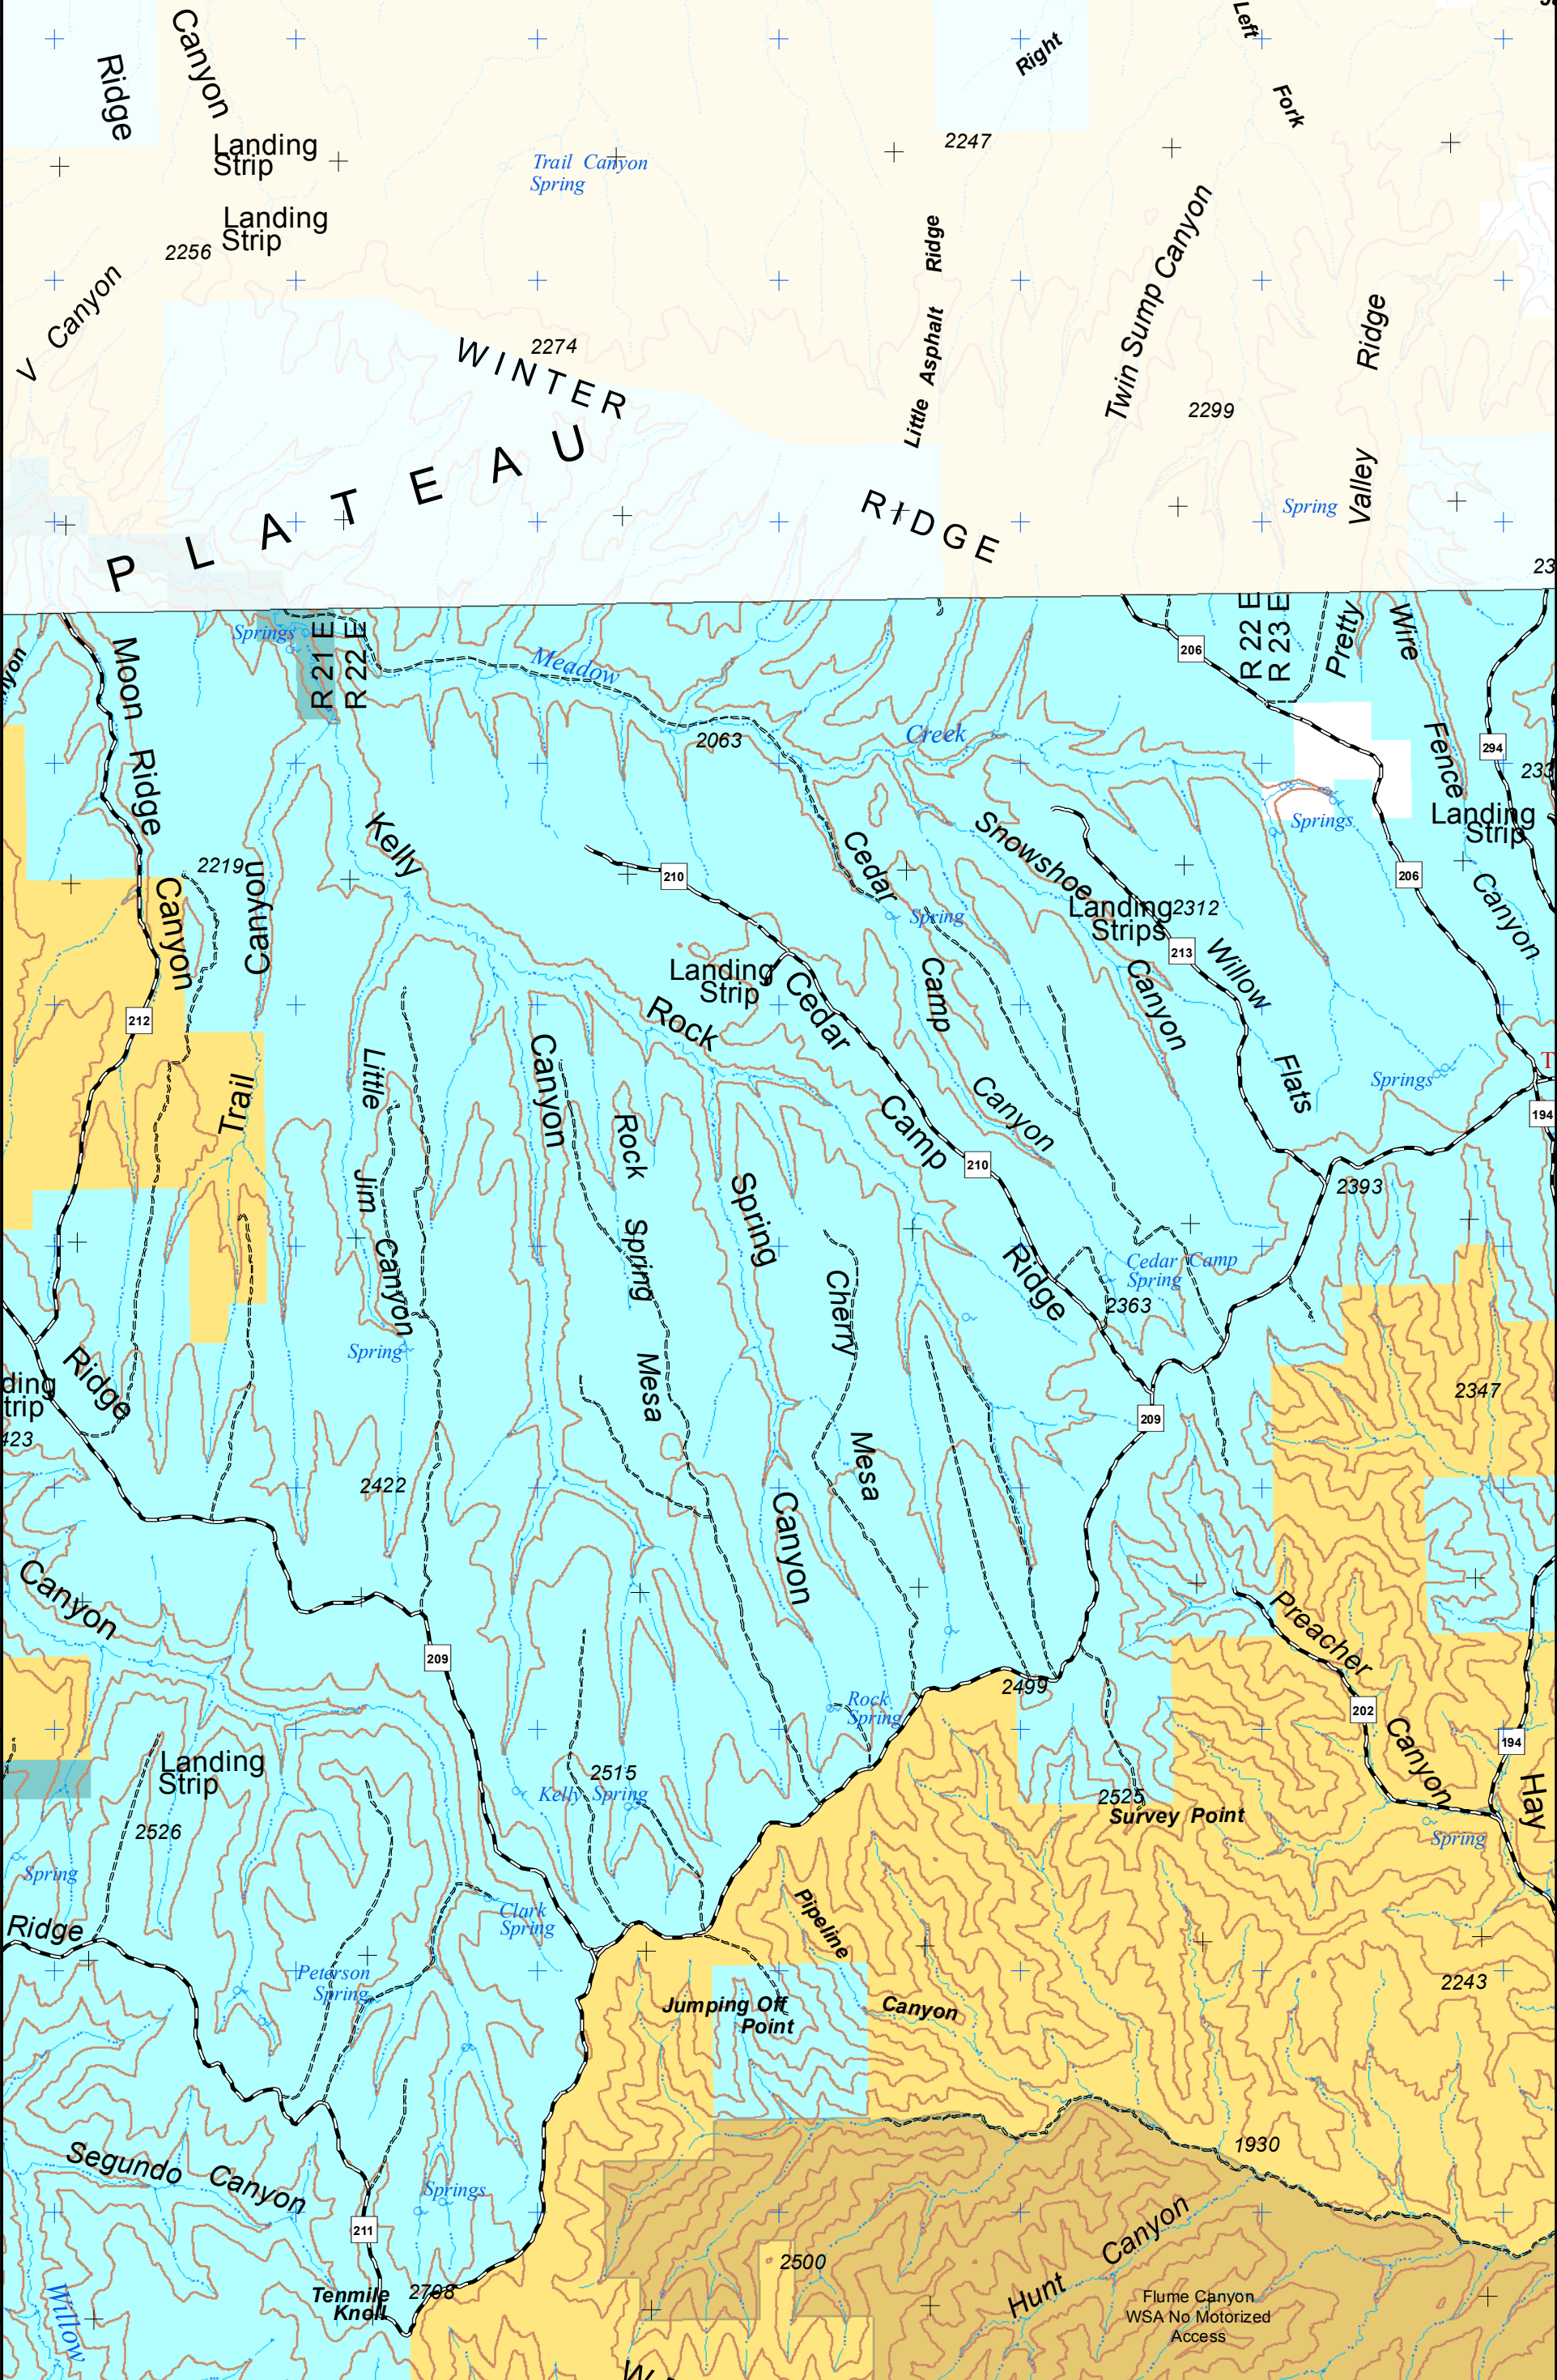 Canyon
Ridge
Landing
Strip
Landing
Strip
2256
V Canyon
Trail Canyon
Spring
2247
Right
Left
Fork
Little Asphalt Ridge
Twin Sump Canyon
2299
Valley Ridge
Spring
2274
WINTER
RIDGE
PLATEAU
Springs
R 21 E
R 22 E
Meadow
Creek
2063
206
R 22 E
R 23 E
Pretty
Wire
Fence
Canyon
294
Landing
Strip
Springs
206
Moon Ridge
Canyon
2219
Canyon
Trail
212
Kelly
Canyon
210
Landing
Strip
Cedar
Camp
Ridge
Rock
Spring
Canyon
Cedar
Spring
Camp
Canyon
Snowshoe
Canyon
Landing
Strips
2312
213
Willow
Flats
Springs
T
194
2393
Little
Jim
Canyon
Spring
Rock
Spring
Mesa
Cherry
Mesa
210
Cedar Camp
Spring
2363
209
2347
Ridge
2422
Canyon
209
2499
Rock
Spring
2515
Kelly Spring
2525
Survey Point
Preacher
Canyon
202
194
Hay
Spring
Landing
Strip
2526
Spring
Ridge
Clark
Spring
Peterson
Spring
Pipeline
Canyon
Jumping Off
Point
2243
1930
Segundo Canyon
Springs
211
Tenmile
Knoll
2708
Willow
2500
Hunt Canyon
Flume Canyon
WSA No Motorized
Access